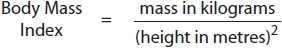 Body Mass Index = mass in kilograms
(height in metres)²